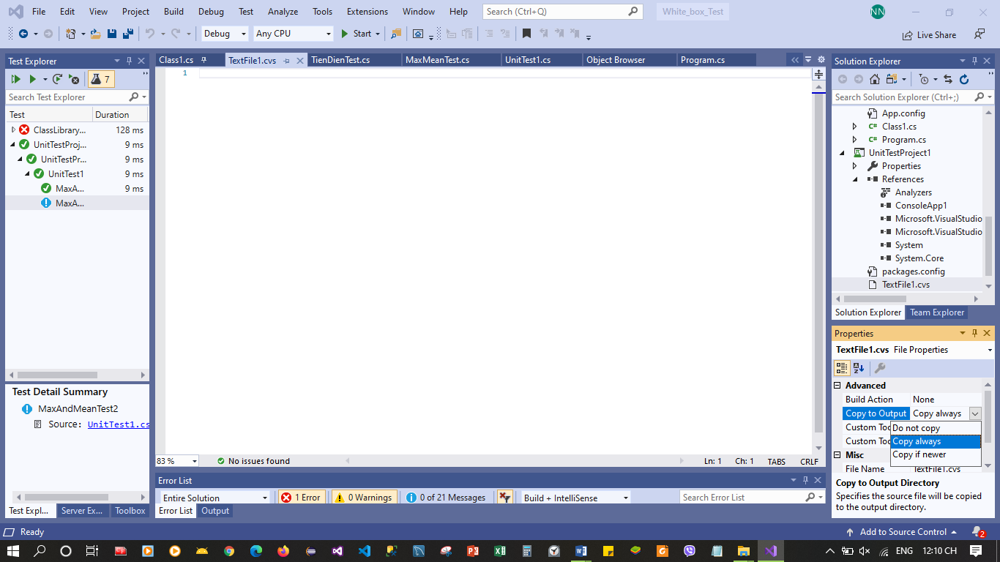 File Edit View Project Build Debug Test Analyze Tools Extensions Window Help Search (Ctrl+Q) White_box_Test NN
Debug Any CPU Start Live Share
Test Explorer
7
Search Test Explorer
Test Duration
ClassLibrary... 128 ms
UnitTestProj... 9 ms
UnitTestPr... 9 ms
UnitTest1 9 ms
MaxA... 9 ms
MaxA...
Test Detail Summary
MaxAndMeanTest2
Source: UnitTest1.cs
Test Expl... Server Ex... Toolbox
Class1.cs TextFile1.cvs TienDienTest.cs MaxMeanTest.cs UnitTest1.cs Object Browser Program.cs
1
83 % No issues found Ln: 1 Ch: 1 TABS CRLF
Error List
Entire Solution 1 Error 0 Warnings 0 of 21 Messages Build + IntelliSense Search Error List
Error List Output
Solution Explorer
Search Solution Explorer (Ctrl+;)
App.config
C# Class1.cs
C# Program.cs
UnitTestProject1
Properties
References
Analyzers
ConsoleApp1
Microsoft.VisualStudio
Microsoft.VisualStudio
System
System.Core
packages.config
TextFile1.cvs
Solution Explorer Team Explorer
Properties
TextFile1.cvs File Properties
Advanced
Build Action None
Copy to Output Copy always
Custom Too Do not copy
Custom Too Copy always
Misc Copy if newer
File Name TextFile1.cvs
Copy to Output Directory
Specifies the source file will be copied
to the output directory.
Ready Add to Source Control 2
ENG 12:10 CH